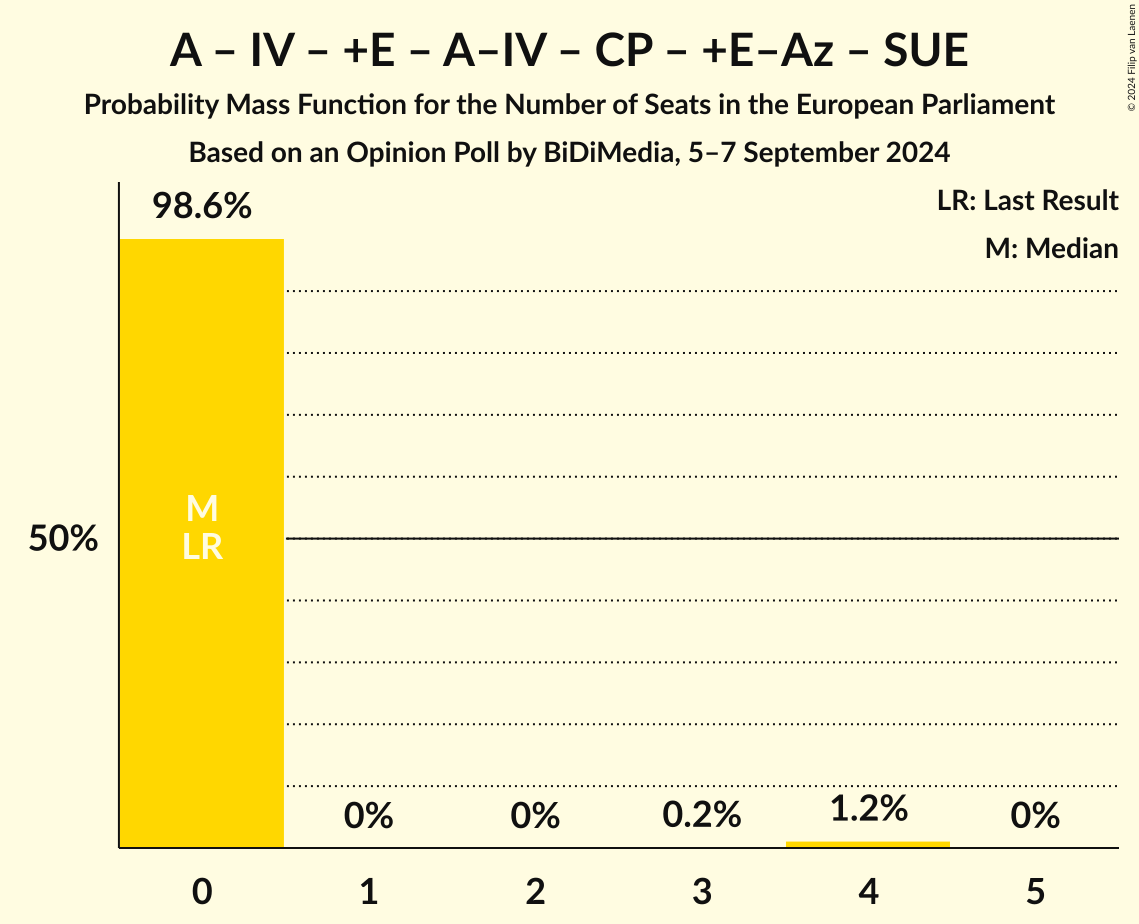 A – IV – +E – A–IV – CP – +E–Az – SUE
Probability Mass Function for the Number of Seats in the European Parliament
Based on an Opinion Poll by BiDiMedia, 5–7 September 2024
© 2024 Filip van Laenen
LR: Last Result
M: Median
98.6%
M
LR
50%
0%
0%
0.2%
1.2%
0%
0
1
2
3
4
5